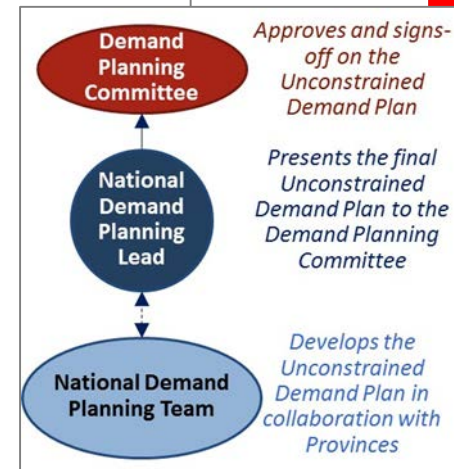 Demand
Planning
Committee
Approves and signs-
off on the
Unconstrained
Demand Plan
National
Demand
Planning
Lead
Presents the final
Unconstrained
Demand Plan to the
Demand Planning
Committee
National Demand
Planning Team
Develops the
Unconstrained
Demand Plan in
collaboration with
Provinces